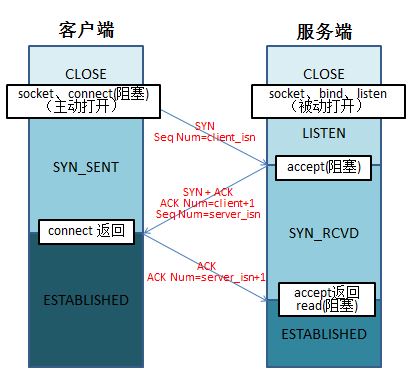 客户端
服务端
CLOSE
CLOSE
socket、connect(阻塞)
（主动打开）
socket、bind、listen
（被动打开）
SYN
Seq Num=client_isn
LISTEN
SYN_SENT
accept(阻塞)
SYN + ACK
ACK Num=client+1
Seq Num=server_isn
connect 返回
SYN_RCVD
ACK
ACK Num=server_isn+1
ESTABLISHED
accept返回
read(阻塞)
ESTABLISHED